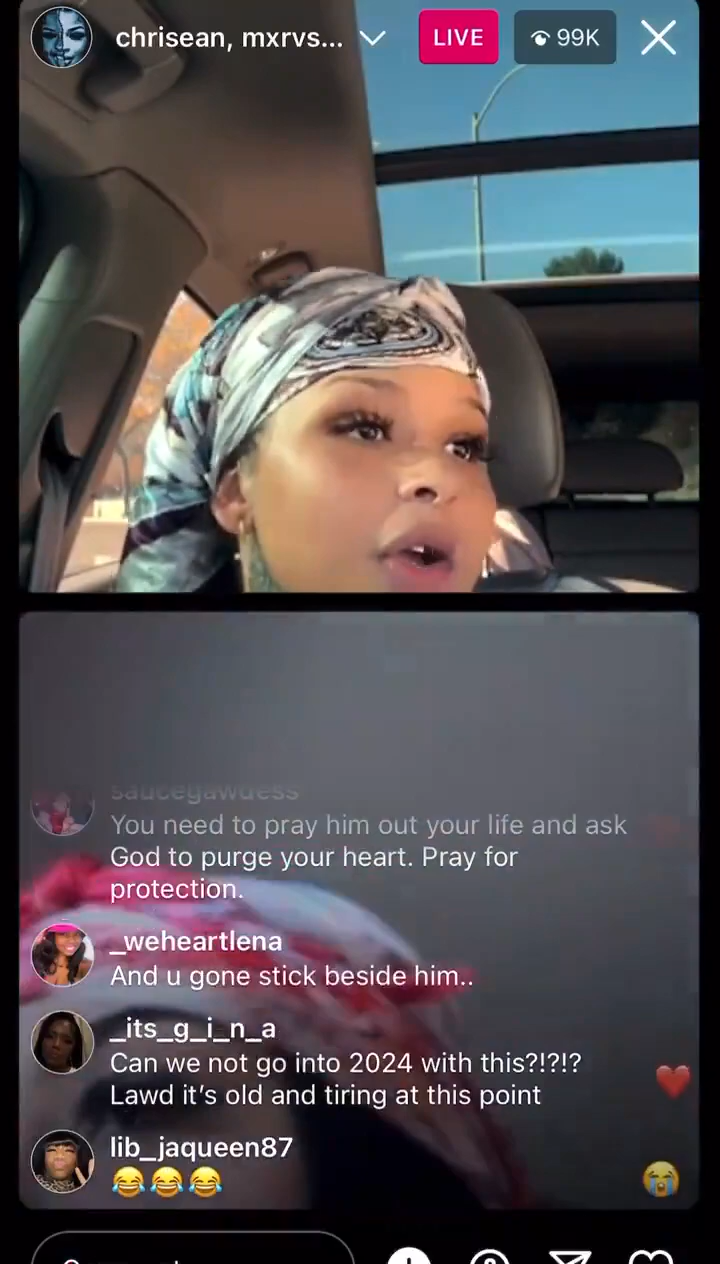 chrisean, mxrvs...
LIVE
99K
saucegawdess
You need to pray him out your life and ask
God to purge your heart. Pray for
protection.
_weheartlena
And u gone stick beside him..
_its_g_i_n_a
Can we not go into 2024 with this?!?!?
Lawd it’s old and tiring at this point
lib_jaqueen87
😂😂😂